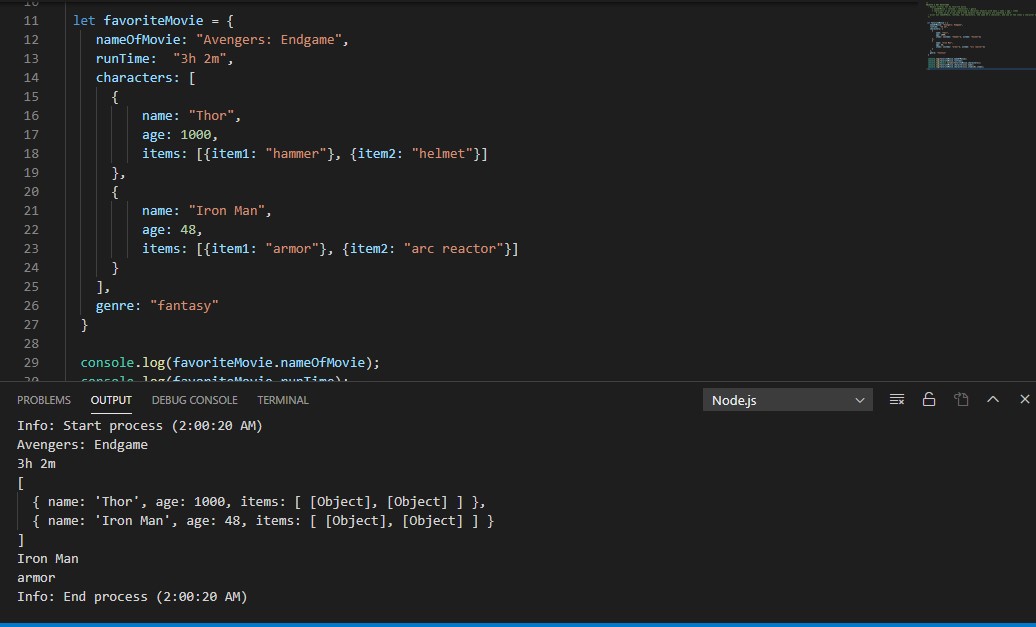 10
11 let favoriteMovie = {
12 nameOfMovie: "Avengers: Endgame",
13 runTime:  "3h 2m",
14 characters: [
15 {
16 name: "Thor",
17 age: 1000,
18 items: [{item1: "hammer"}, {item2: "helmet"}]
19 },
20 {
21 name: "Iron Man",
22 age: 48,
23 items: [{item1: "armor"}, {item2: "arc reactor"}]
24 }
25 ],
26 genre: "fantasy"
27 }
28
29 console.log(favoriteMovie.nameOfMovie);
30 console.log(favoriteMovie.runTime);
PROBLEMS OUTPUT DEBUG CONSOLE TERMINAL Node.js
Info: Start process (2:00:20 AM)
Avengers: Endgame
3h 2m
[
{ name: 'Thor', age: 1000, items: [ [Object], [Object] ] },
{ name: 'Iron Man', age: 48, items: [ [Object], [Object] ] }
]
Iron Man
armor
Info: End process (2:00:20 AM)